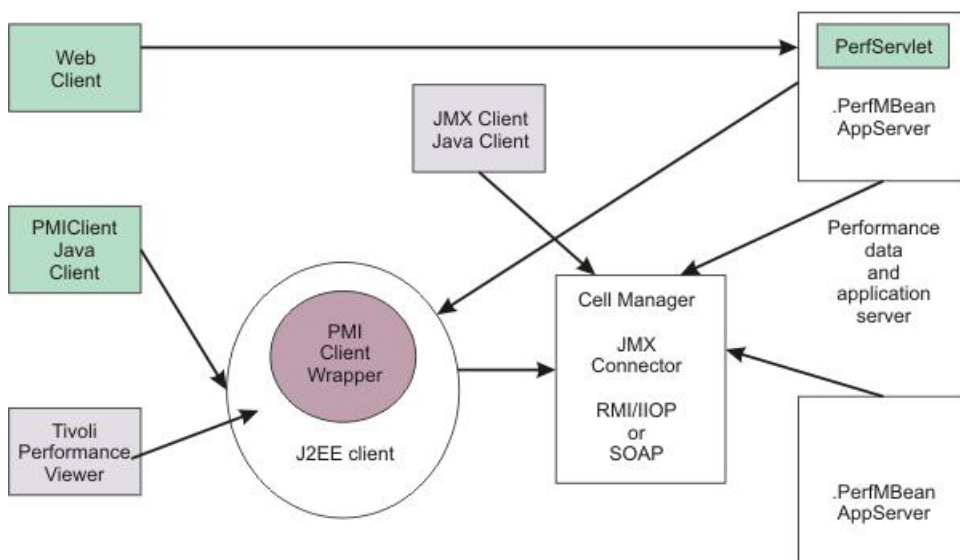 Web
Client
PerfServlet
.PerfMBean
AppServer
JMX Client
Java Client
PMIClient
Java
Client
Performance
data
and
application
server
Cell Manager
JMX
Connector
RMI/IIOP
or
SOAP
PMI
Client
Wrapper
J2EE client
Tivoli
Performance
Viewer
.PerfMBean
AppServer